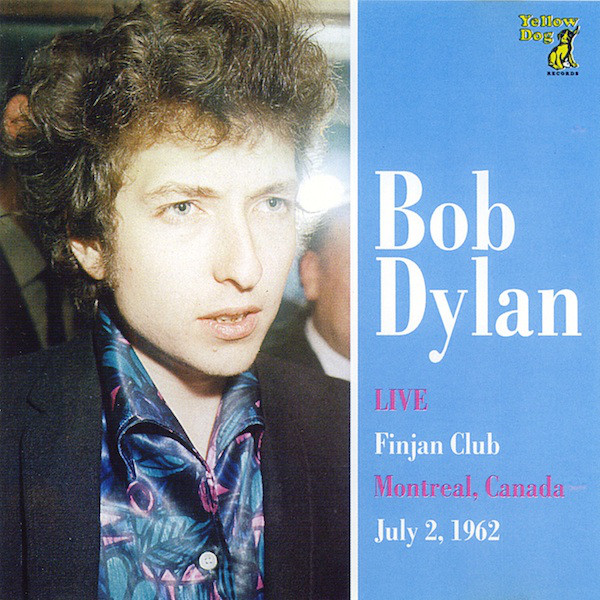 Yellow
Dog
RECORDS
Bob
Dylan
LIVE
Finjan Club
Montreal, Canada
July 2, 1962